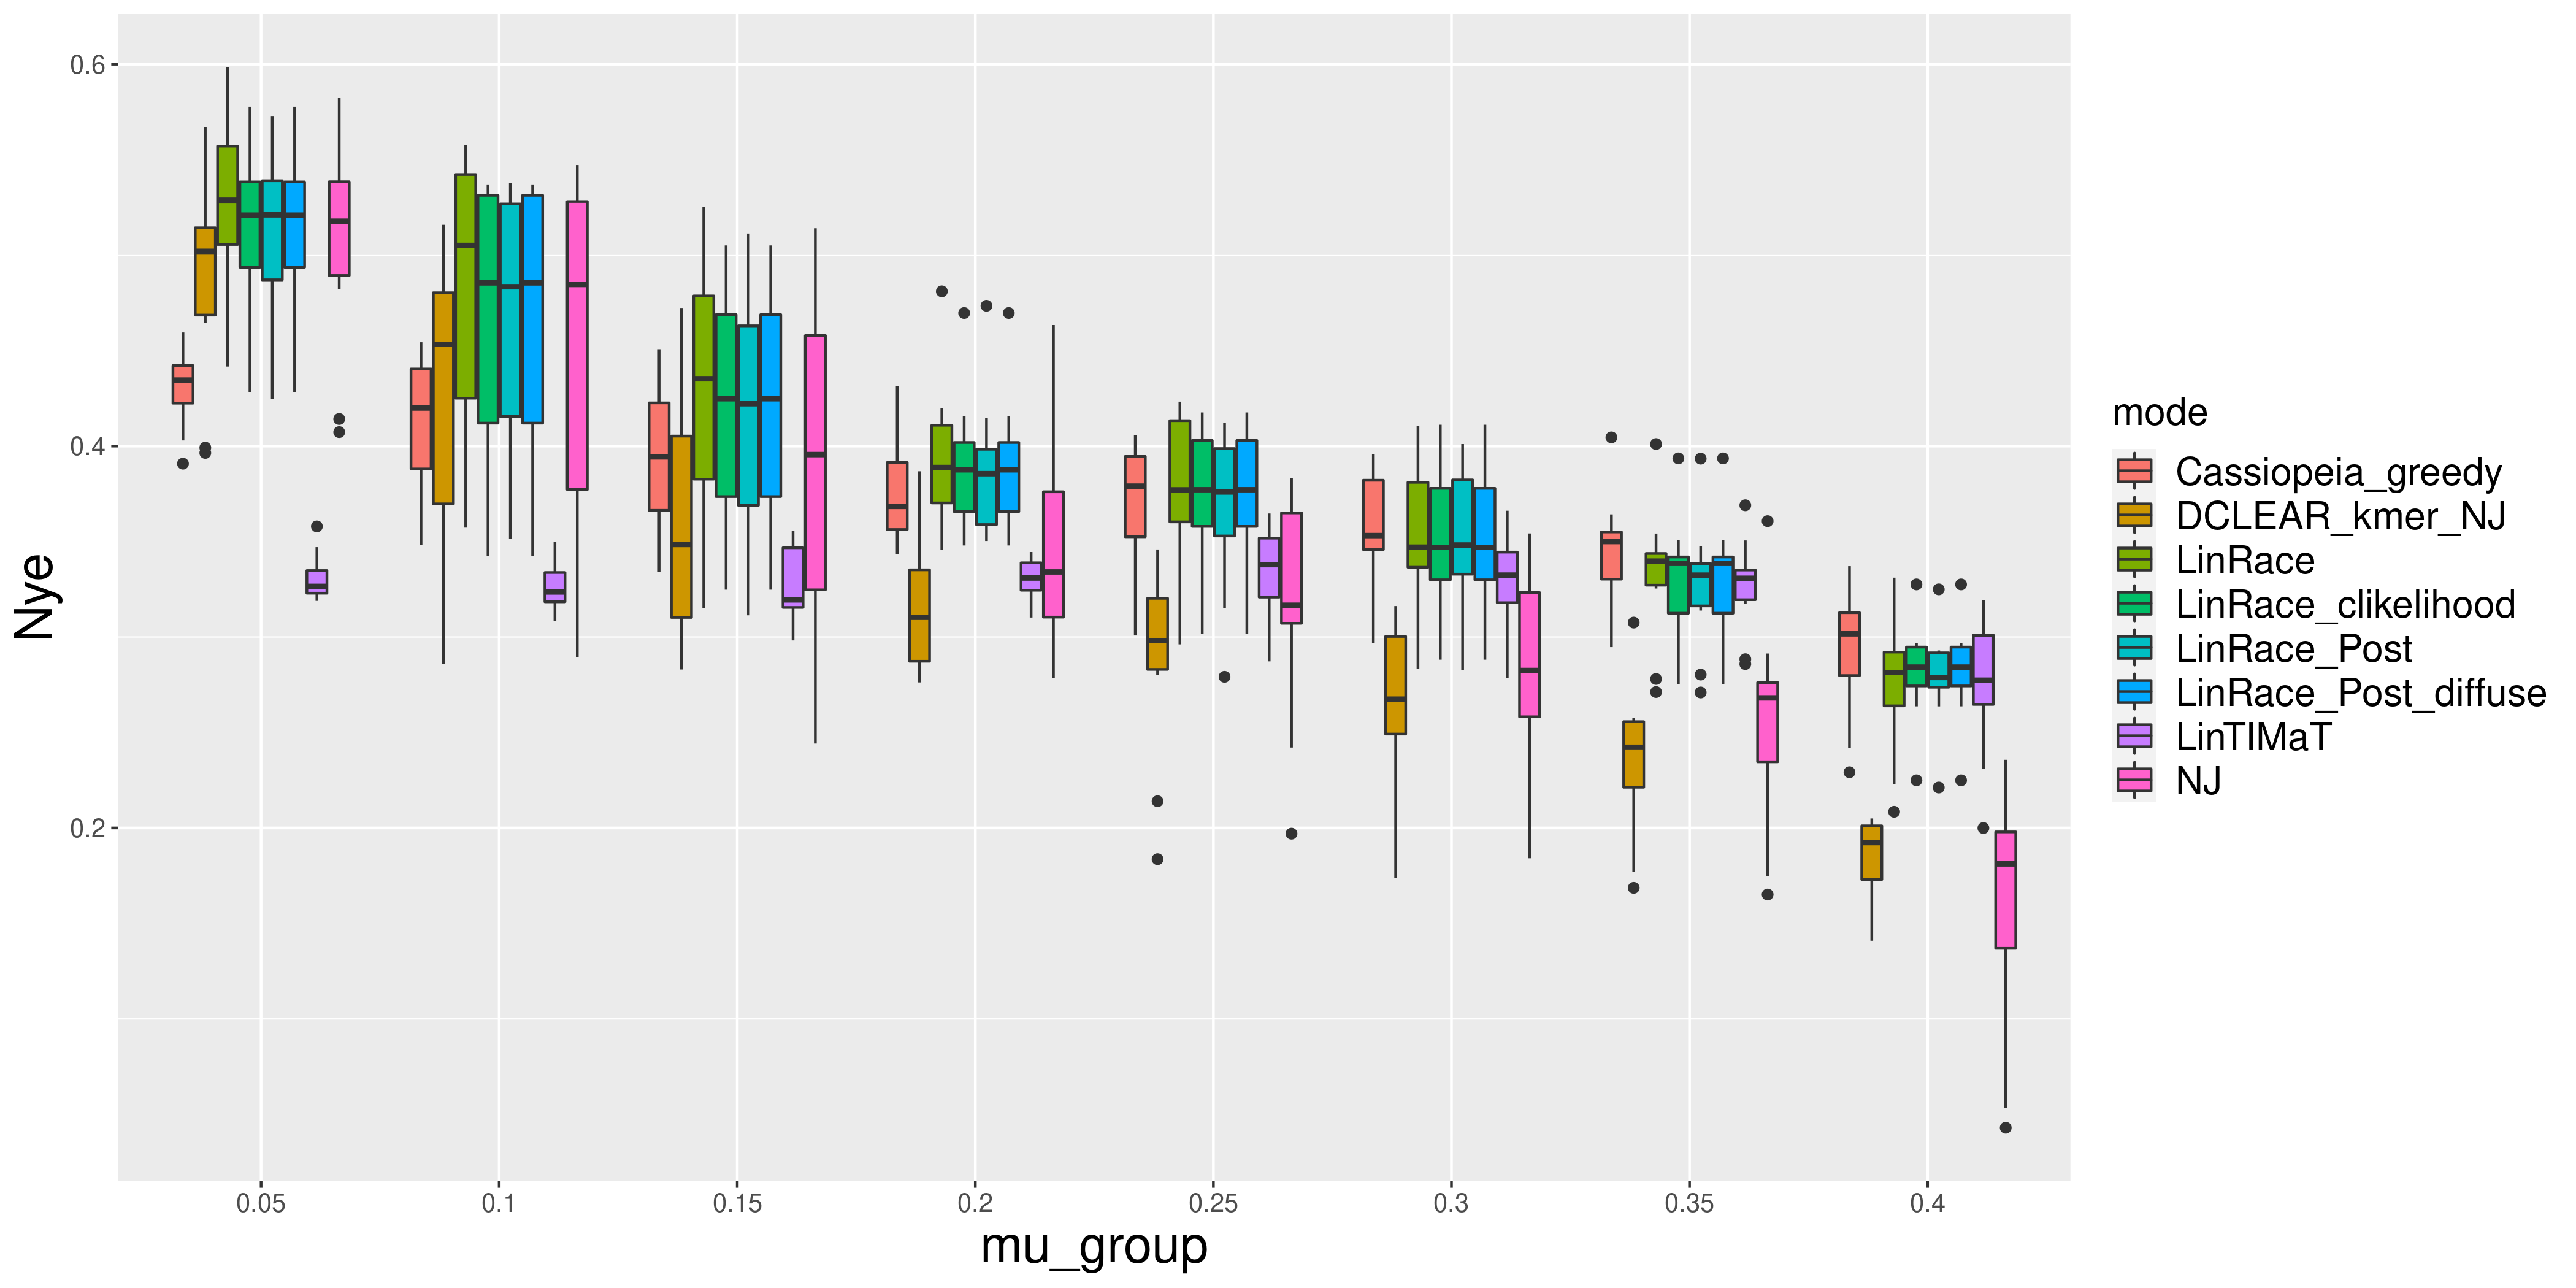 Nye
0.6
0.4
0.2
0.05 0.1 0.15 0.2 0.25 0.3 0.35 0.4
mu_group
mode
Cassiopeia_greedy
DCLEAR_kmer_NJ
LinRace
LinRace_clikelihood
LinRace_Post
LinRace_Post_diffuse
LinTIMaT
NJ